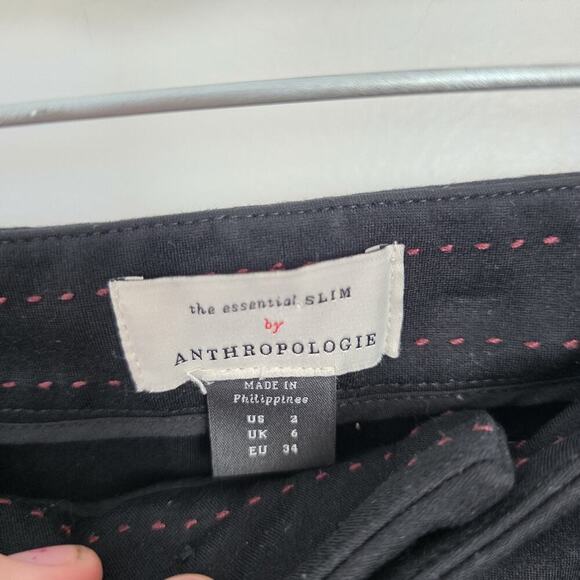 the essential SLIM
by
ANTHROPOLOGIE
MADE IN
Philippines
US 2
UK 6
EU 34